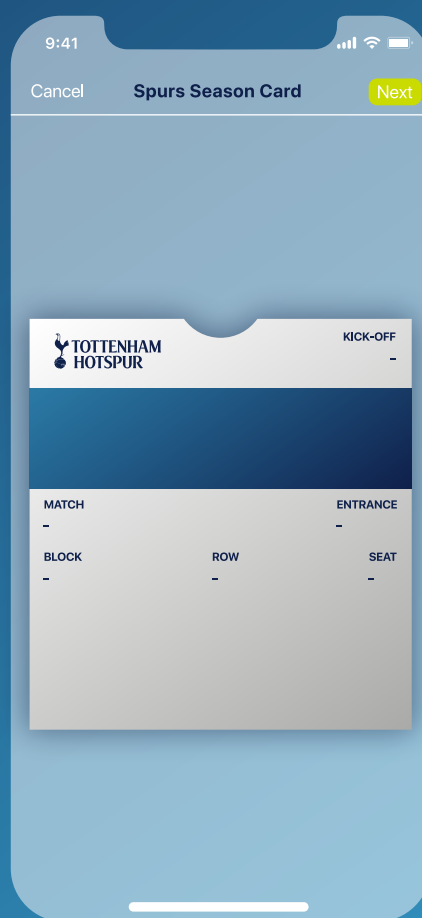 9:41
Cancel Spurs Season Card Next
TOTTENHAM
HOTSPUR
KICK-OFF
-
MATCH ENTRANCE
- -
BLOCK ROW SEAT
- - -